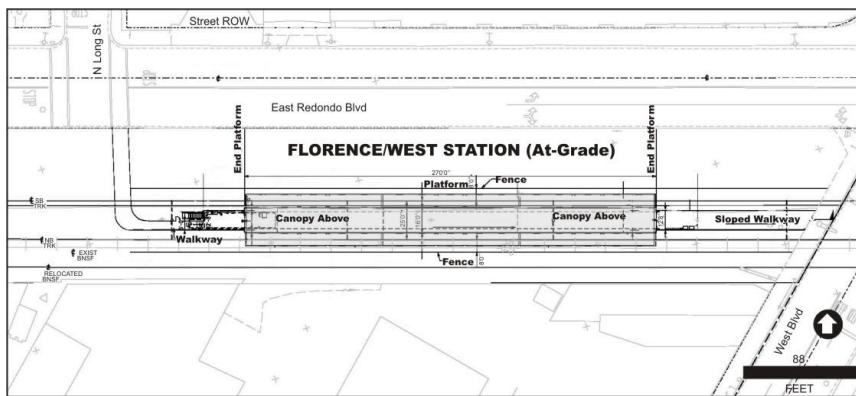 Street ROW
N Long St
East Redondo Blvd
End Platform
End Platform
FLORENCE/WEST STATION (At-Grade)
270'0"
Platform
Fence
SB
TRK
Canopy Above
Canopy Above
Sloped Walkway
Walkway
NB
TRK
EXIST
BNSF
RELOCATED
BNSF
Fence
8'0"
West Blvd
88
FEET